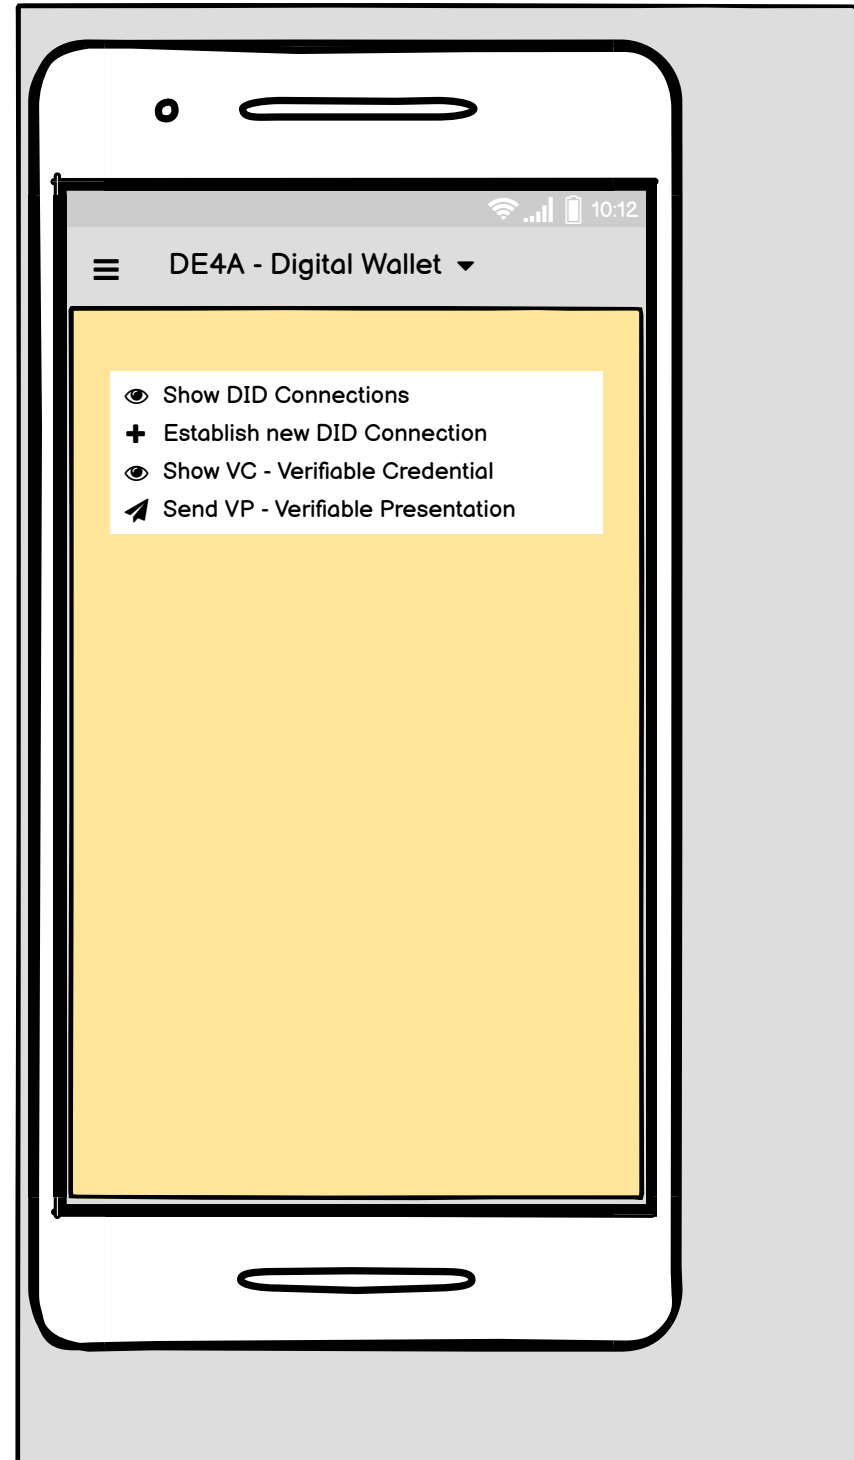 10:12
DE4A - Digital Wallet
Show DID Connections
Establish new DID Connection
Show VC - Verifiable Credential
Send VP - Verifiable Presentation